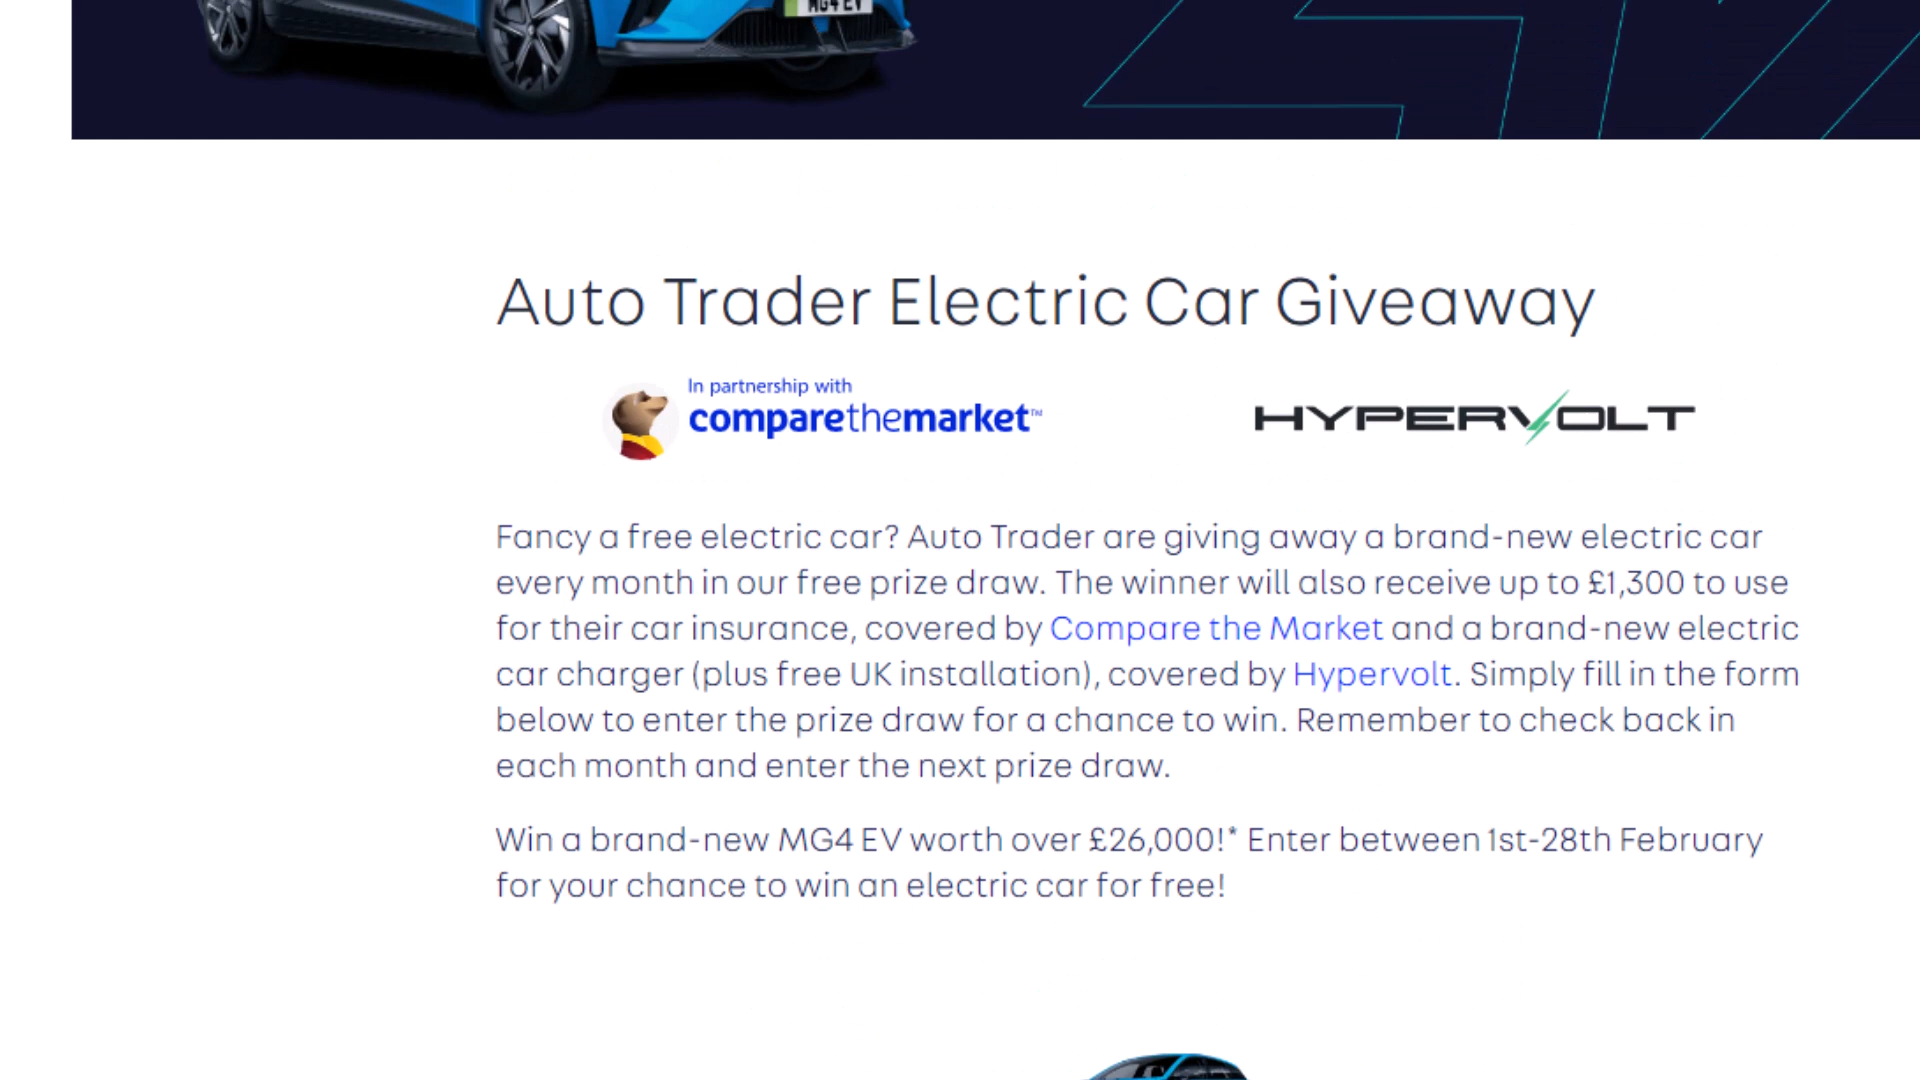 MG4 EV
Auto Trader Electric Car Giveaway
In partnership with
comparethemarket™
HYPERVOLT
Fancy a free electric car? Auto Trader are giving away a brand-new electric car
every month in our free prize draw. The winner will also receive up to £1,300 to use
for their car insurance, covered by Compare the Market and a brand-new electric
car charger (plus free UK installation), covered by Hypervolt. Simply fill in the form
below to enter the prize draw for a chance to win. Remember to check back in
each month and enter the next prize draw.
Win a brand-new MG4 EV worth over £26,000!* Enter between 1st-28th February
for your chance to win an electric car for free!